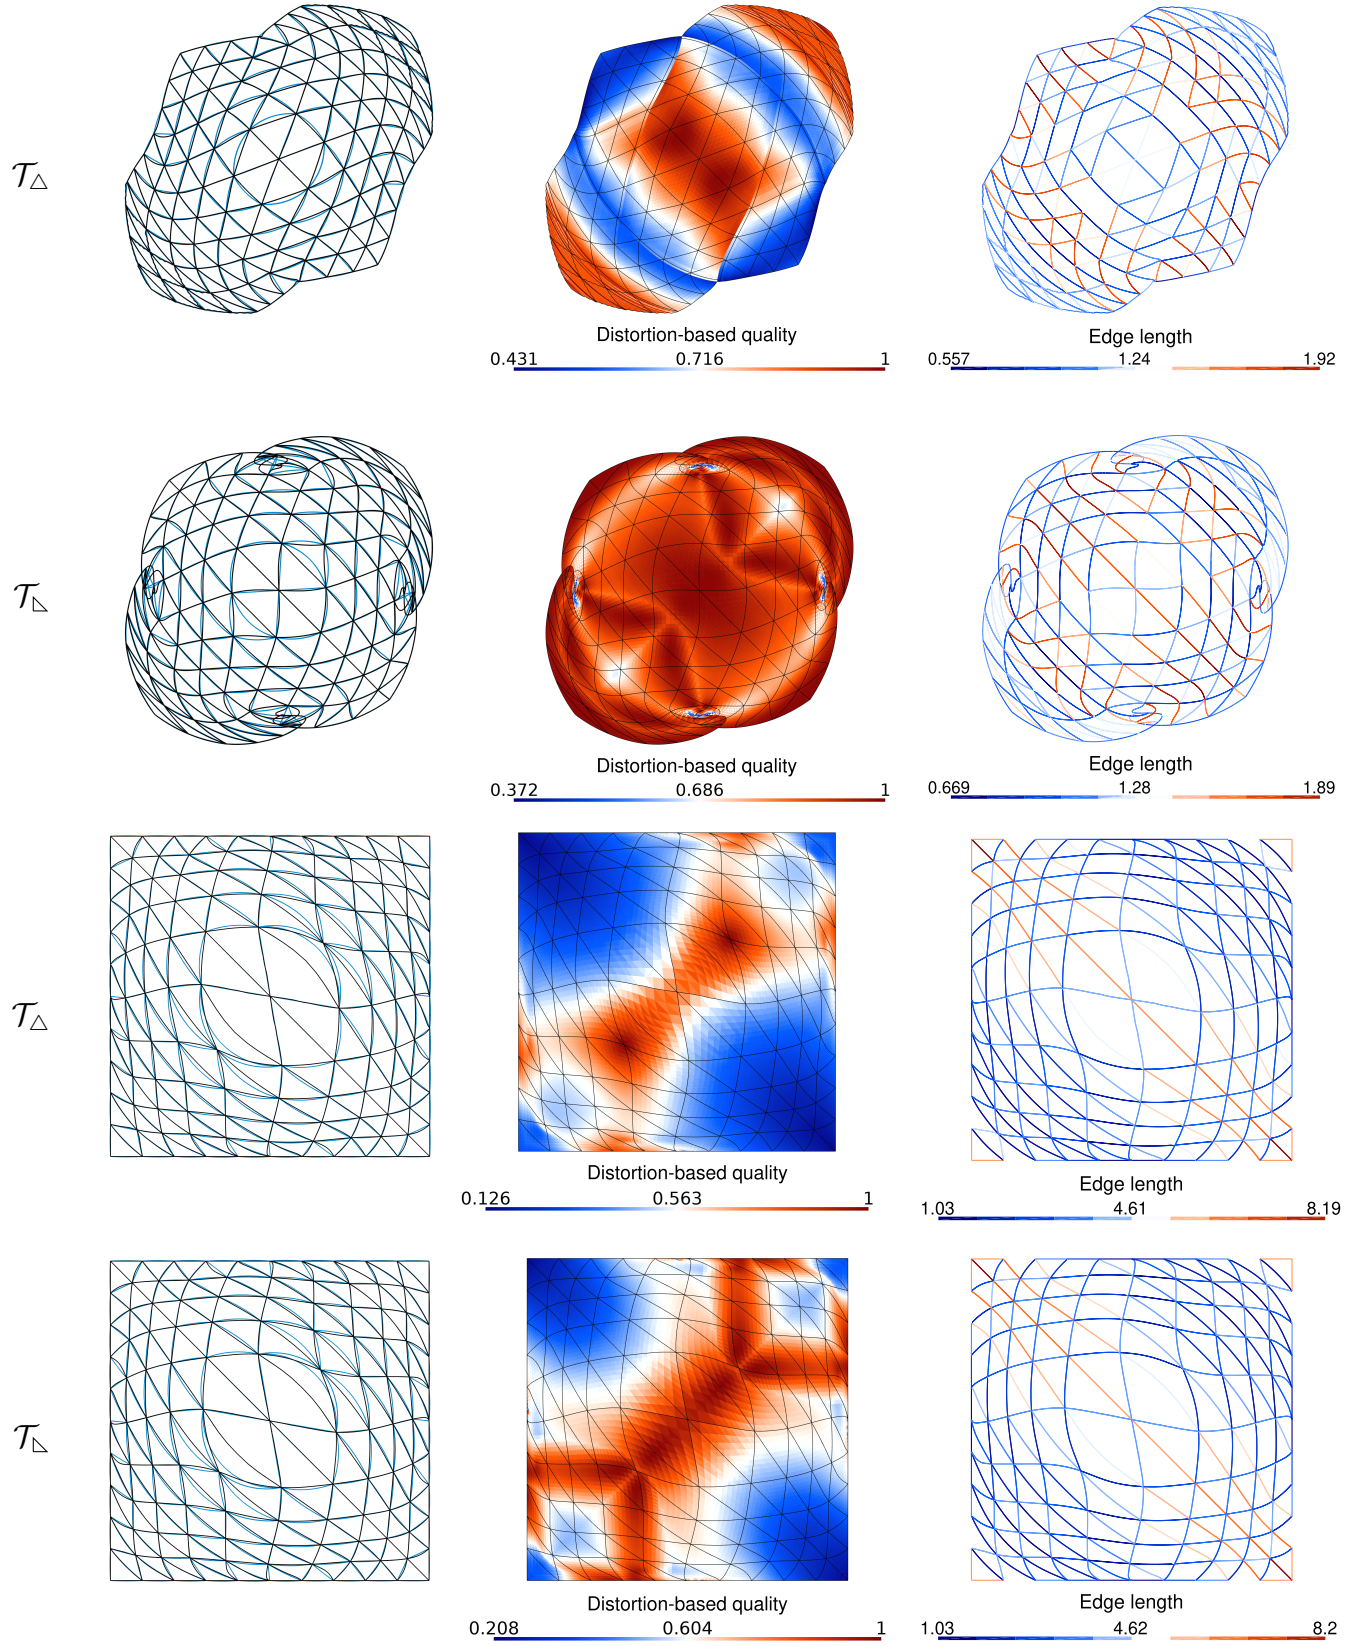 𝒯△
Distortion-based quality
0.431 0.716 1
Edge length
0.557 1.24 1.92
𝒯◺
Distortion-based quality
0.372 0.686 1
Edge length
0.669 1.28 1.89
𝒯△
Distortion-based quality
0.126 0.563 1
Edge length
1.03 4.61 8.19
𝒯◺
Distortion-based quality
0.208 0.604 1
Edge length
1.03 4.62 8.2